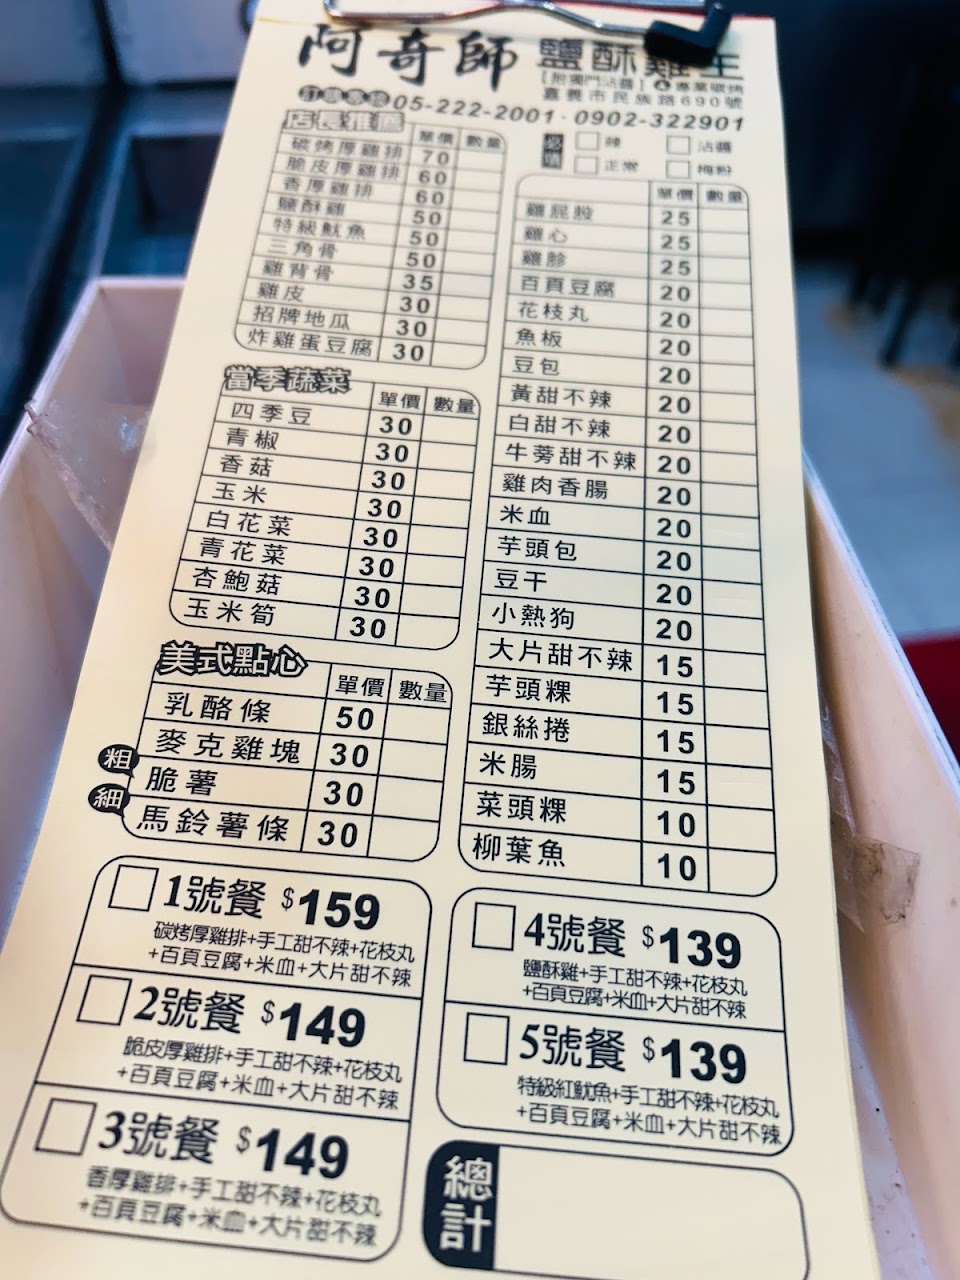 阿奇師 鹽酥雞王
[附獨門沾醬] 專業碳烤
嘉義市民族路690號
訂購專線 05-222-2001·0902-322901
必填 辣 沾醬
正常 梅粉
店長推薦 單價 數量
碳烤厚雞排 70
脆皮厚雞排 60
香厚雞排 60
鹽酥雞 50
特級魷魚 50
三角骨 50
雞背骨 35
雞皮 30
招牌地瓜 30
炸雞蛋豆腐 30
當季蔬菜 單價 數量
四季豆 30
青椒 30
香菇 30
玉米 30
白花菜 30
青花菜 30
杏鮑菇 30
玉米筍 30
美式點心 單價 數量
乳酪條 50
麥克雞塊 30
粗 脆薯 30
細 馬鈴薯條 30
單價 數量
雞屁股 25
雞心 25
雞胗 25
百頁豆腐 20
花枝丸 20
魚板 20
豆包 20
黃甜不辣 20
白甜不辣 20
牛蒡甜不辣 20
雞肉香腸 20
米血 20
芋頭包 20
豆干 20
小熱狗 20
大片甜不辣 15
芋頭粿 15
銀絲捲 15
米腸 15
菜頭粿 10
柳葉魚 10
1號餐 $159
碳烤厚雞排+手工甜不辣+花枝丸
+百頁豆腐+米血+大片甜不辣
2號餐 $149
脆皮厚雞排+手工甜不辣+花枝丸
+百頁豆腐+米血+大片甜不辣
3號餐 $149
香厚雞排+手工甜不辣+花枝丸
+百頁豆腐+米血+大片甜不辣
4號餐 $139
鹽酥雞+手工甜不辣+花枝丸
+百頁豆腐+米血+大片甜不辣
5號餐 $139
特級紅魷魚+手工甜不辣+花枝丸
+百頁豆腐+米血+大片甜不辣
總計